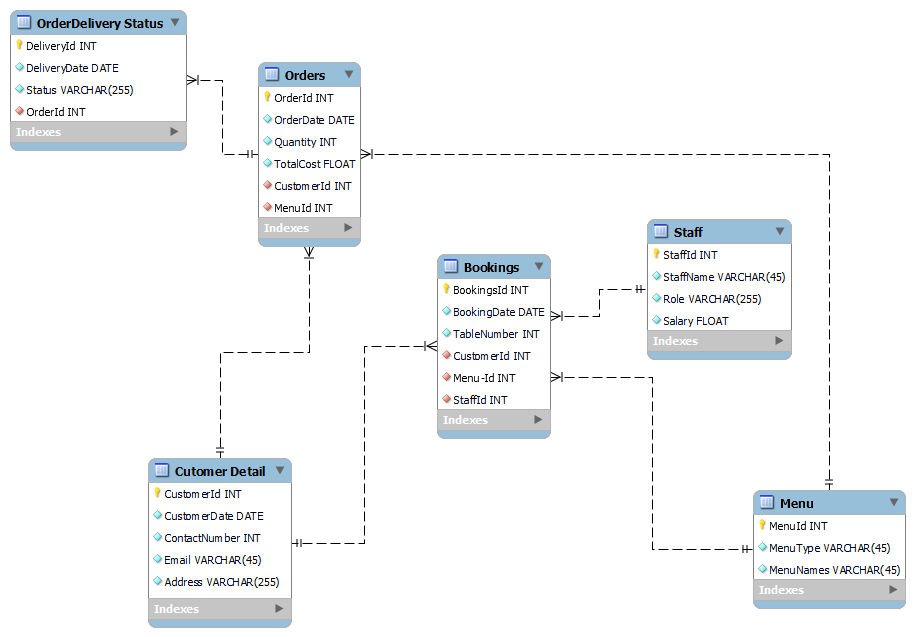 OrderDelivery Status
DeliveryId INT
DeliveryDate DATE
Status VARCHAR(255)
OrderId INT
Indexes
Orders
OrderId INT
OrderDate DATE
Quantity INT
TotalCost FLOAT
CustomerId INT
MenuId INT
Indexes
Staff
StaffId INT
StaffName VARCHAR(45)
Role VARCHAR(255)
Salary FLOAT
Indexes
Bookings
BookingsId INT
BookingDate DATE
TableNumber INT
CustomerId INT
Menu-Id INT
StaffId INT
Indexes
Cutomer Detail
CustomerId INT
CustomerDate DATE
ContactNumber INT
Email VARCHAR(45)
Address VARCHAR(255)
Indexes
Menu
MenuId INT
MenuType VARCHAR(45)
MenuNames VARCHAR(45)
Indexes